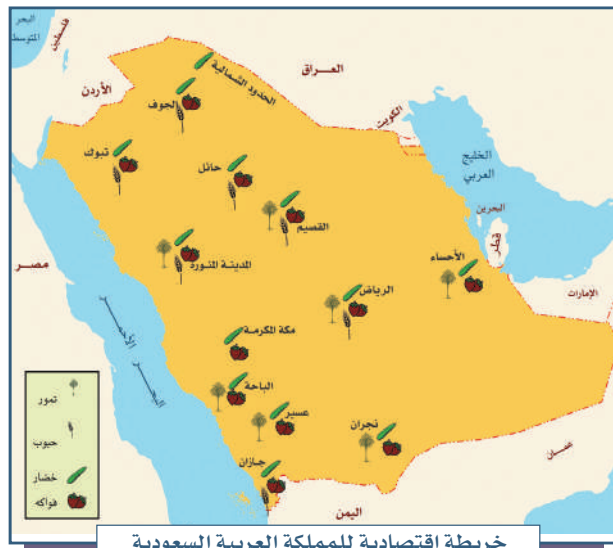 البحر
المتوسط
فلسطين
العراق
الأردن
الحدود الشمالية
الجوف
الكويت
تبوك
حائل
الخليج
العربي
القصيم
البحرين
قطر
المدينة المنورة
الأحساء
مصر
الرياض
الإمارات
البحر الأحمر
مكة المكرمة
الباحة
عسير
نجران
جازان
عمان
اليمن
تمور
حبوب
خضار
فواكه
خريطة اقتصادية للمملكة العربية السعودية